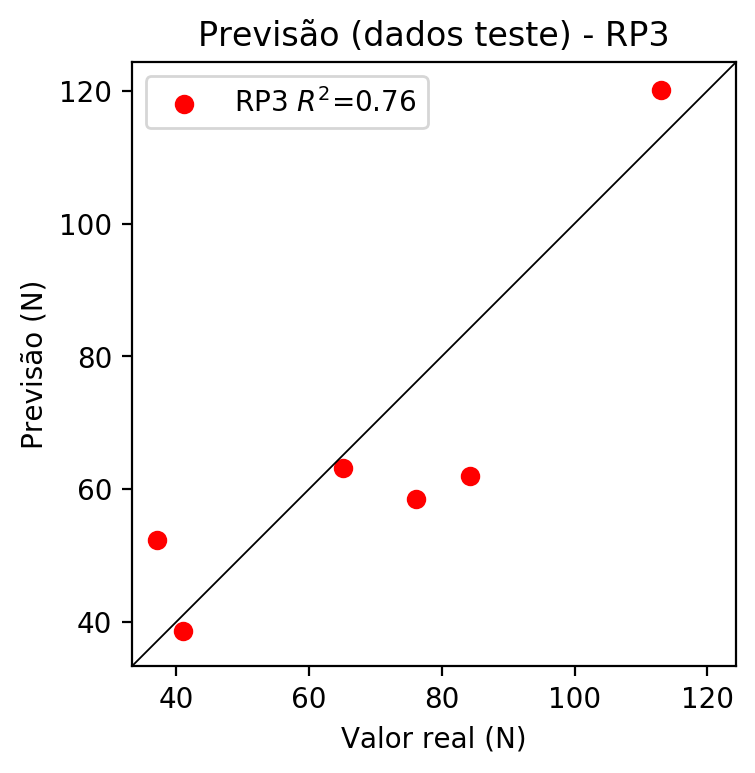 Previsão (dados teste) - RP3
RP3 R²=0.76
120
100
80
60
40
Previsão (N)
40 60 80 100 120
Valor real (N)